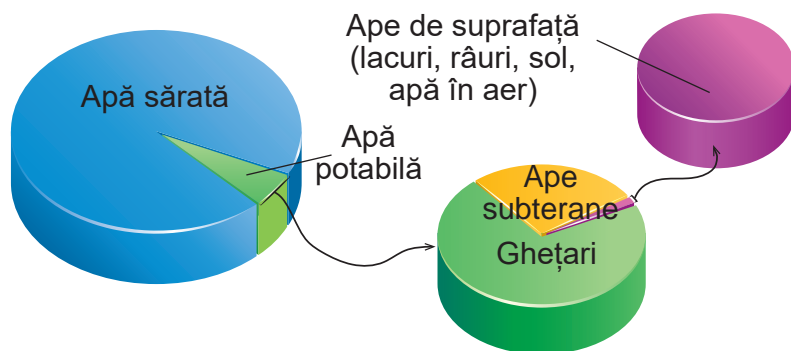 Apă sărată
Apă
potabilă
Ape de suprafață
(lacuri, râuri, sol,
apă în aer)
Ape
subterane
Ghețari